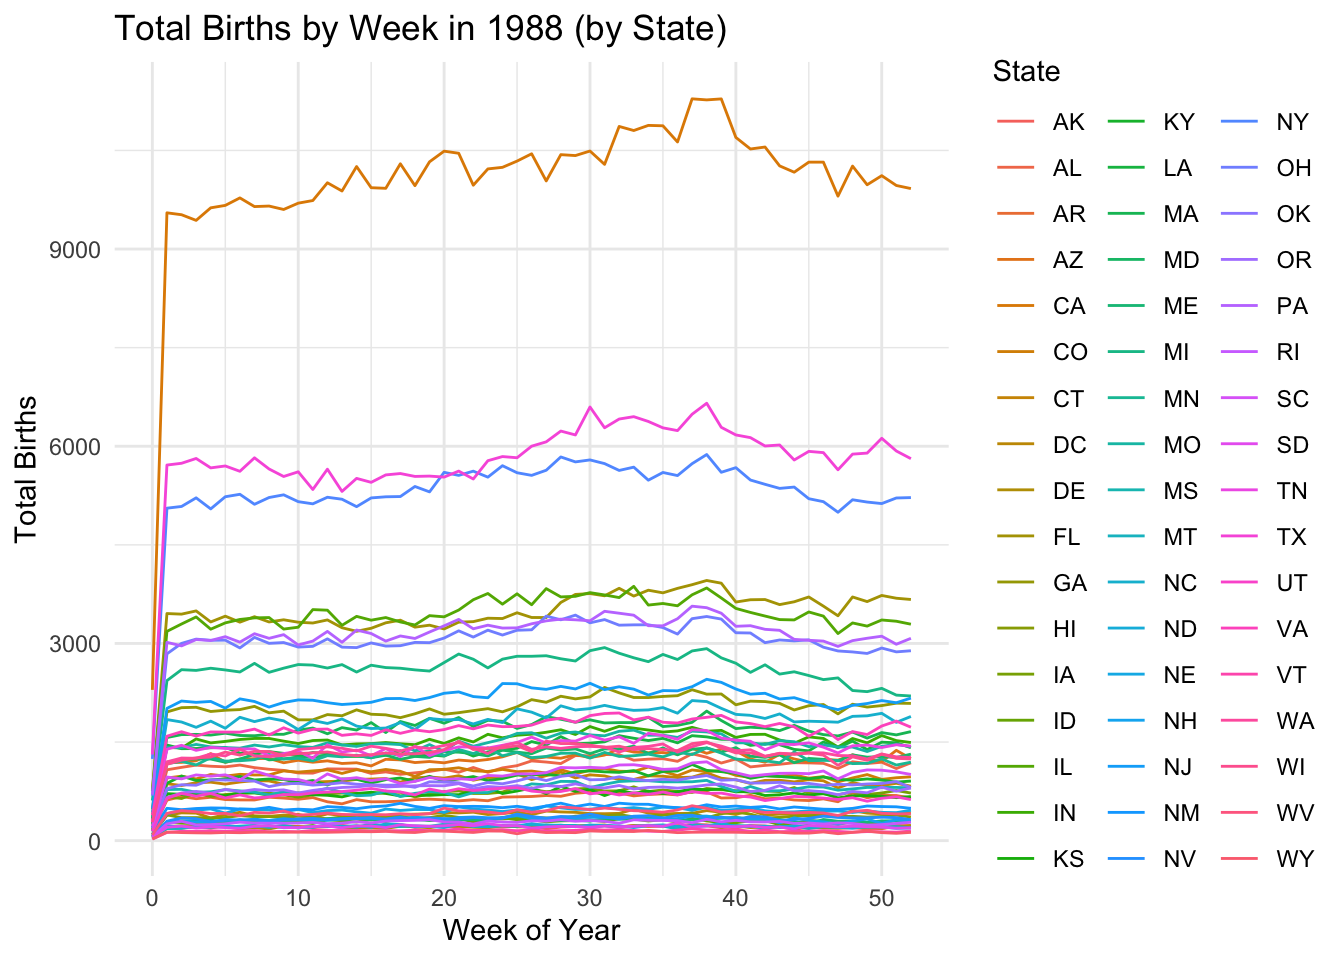 Total Births by Week in 1988 (by State)
Total Births
9000
6000
3000
0
0 10 20 30 40 50
Week of Year
State
AK KY NY
AL LA OH
AR MA OK
AZ MD OR
CA ME PA
CO MI RI
CT MN SC
DC MO SD
DE MS TN
FL MT TX
GA NC UT
HI ND VA
IA NE VT
ID NH WA
IL NJ WI
IN NM WV
KS NV WY